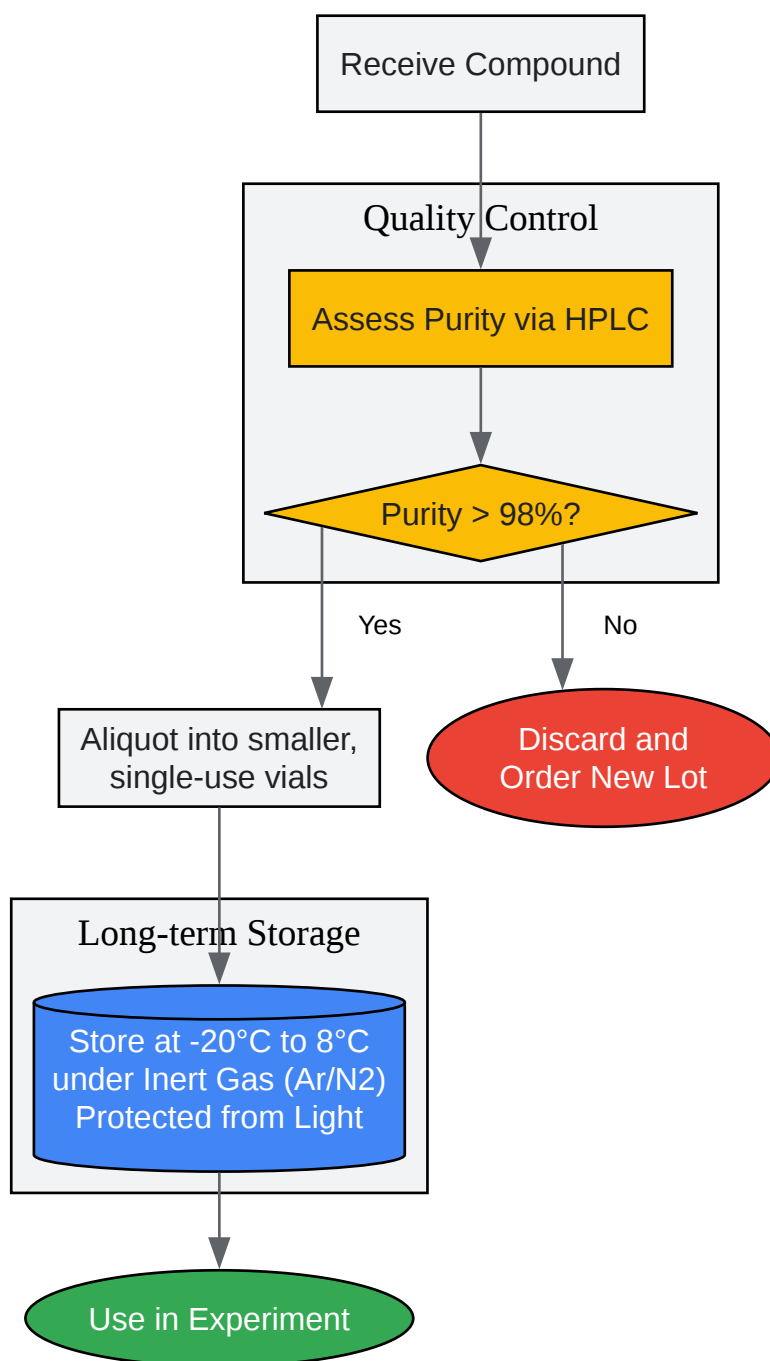 Receive Compound
Quality Control
Assess Purity via HPLC
Purity > 98%?
Yes
No
Aliquot into smaller,
single-use vials
Discard and
Order New Lot
Long-term Storage
Store at -20°C to 8°C
under Inert Gas (Ar/N2)
Protected from Light
Use in Experiment